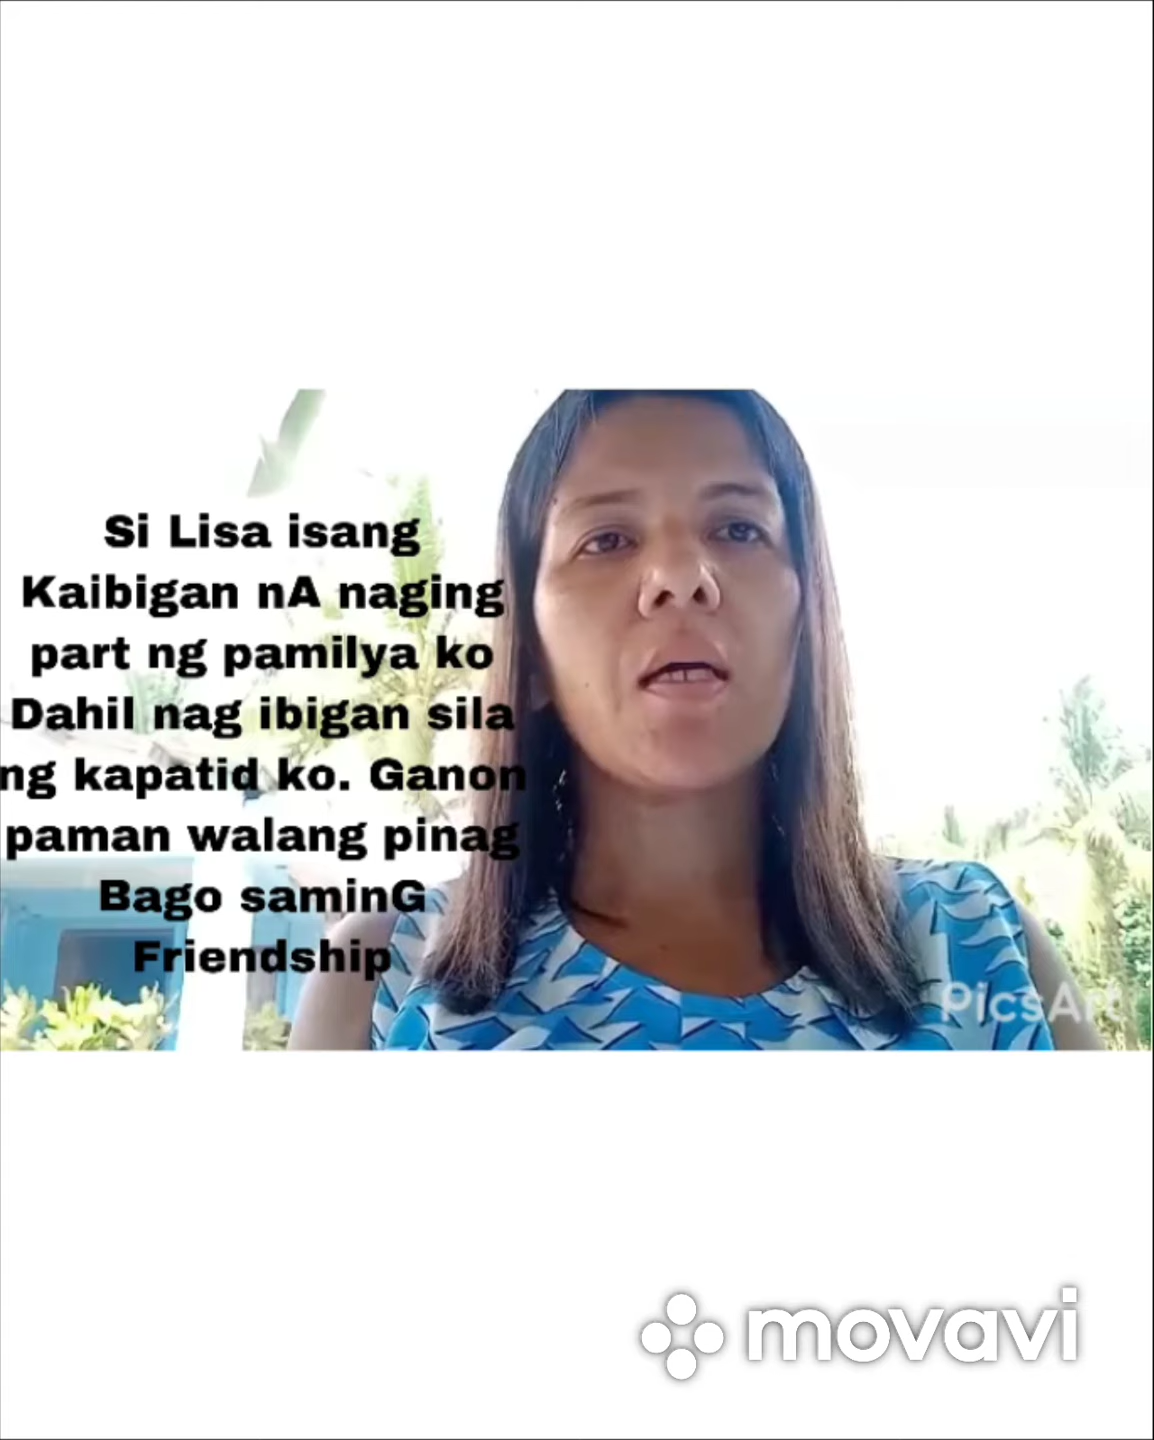 Si Lisa isang
Kaibigan nA naging
part ng pamilya ko
Dahil nag ibigan sila
ng kapatid ko. Ganon
paman walang pinag
Bago saminG
Friendship
PicsArt
movavi